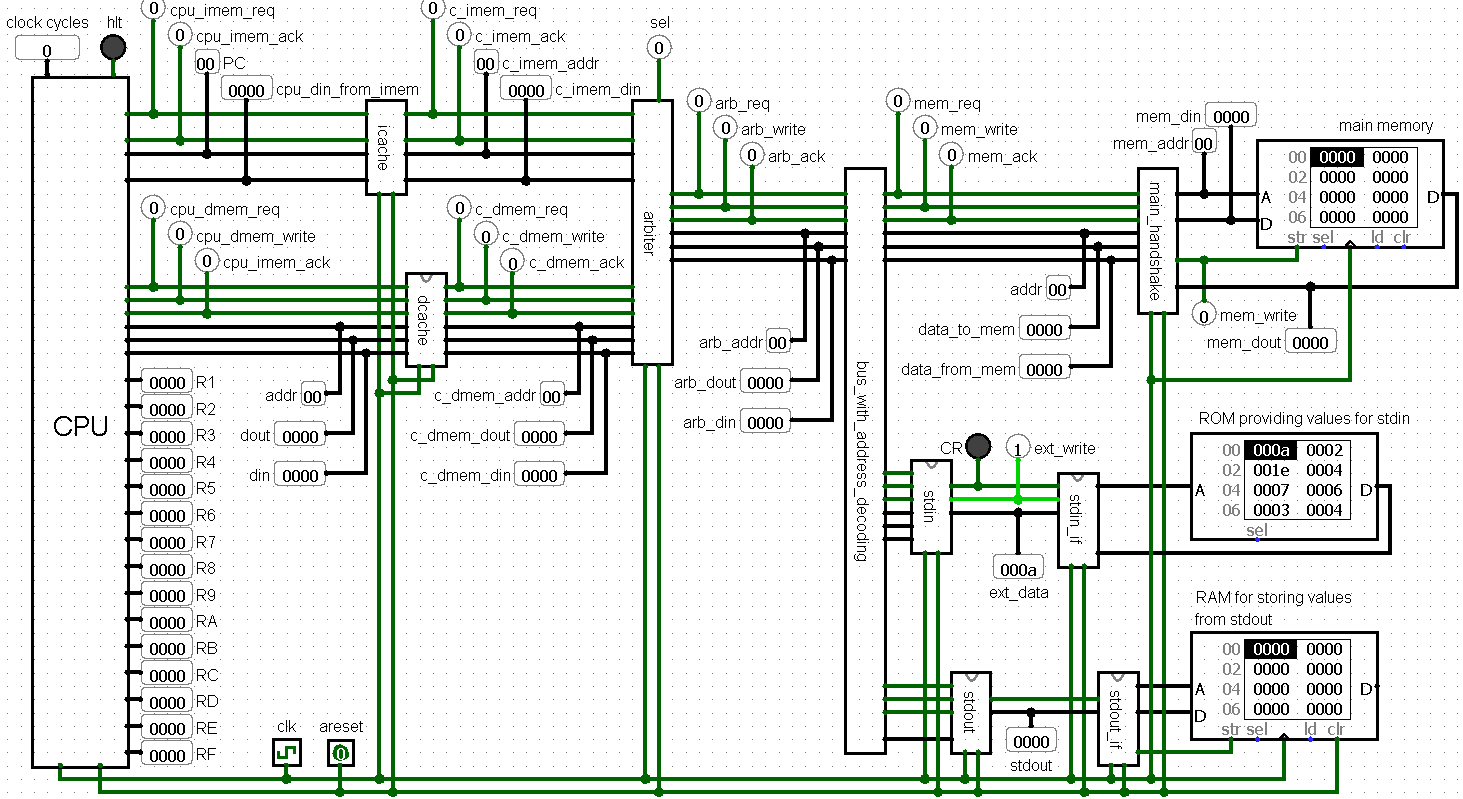 clock cycles
0
hlt
0 cpu_imem_req
0 cpu_imem_ack
00 PC
0000 cpu_din_from_imem
0 c_imem_req
0 c_imem_ack
00 c_imem_addr
0000 c_imem_din
sel
0
icache
0 arb_req
0 arb_write
0 arb_ack
0 mem_req
0 mem_write
0 mem_ack
mem_din 0000
mem_addr 00
main memory
00 0000 0000
02 0000 0000
04 0000 0000
06 0000 0000
A
D
D
str sel ld clr
0 cpu_dmem_req
0 cpu_dmem_write
0 cpu_imem_ack
0 c_dmem_req
0 c_dmem_write
0 c_dmem_ack
dcache
arbiter
main_handshake
addr 00
dout 0000
din 0000
c_dmem_addr 00
c_dmem_dout 0000
c_dmem_din 0000
arb_addr 00
arb_dout 0000
arb_din 0000
addr 00
data_to_mem 0000
data_from_mem 0000
0 mem_write
mem_dout 0000
CPU
0000 R1
0000 R2
0000 R3
0000 R4
0000 R5
0000 R6
0000 R7
0000 R8
0000 R9
0000 RA
0000 RB
0000 RC
0000 RD
0000 RE
0000 RF
bus_with_address_decoding
CR
1 ext_write
stdin
stdin_if
000a
ext_data
ROM providing values for stdin
00 000a 0002
02 001e 0004
04 0007 0006
06 0003 0004
A
D
sel
RAM for storing values
from stdout
00 0000 0000
02 0000 0000
04 0000 0000
06 0000 0000
A
D
D
str sel ld clr
stdout
0000
stdout
stdout_if
clk
areset
0